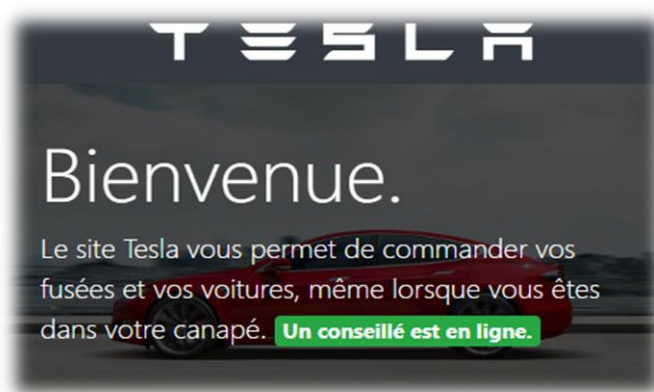 TESLA
Bienvenue.
Le site Tesla vous permet de commander vos
fusées et vos voitures, même lorsque vous êtes
dans votre canapé. Un conseillé est en ligne.